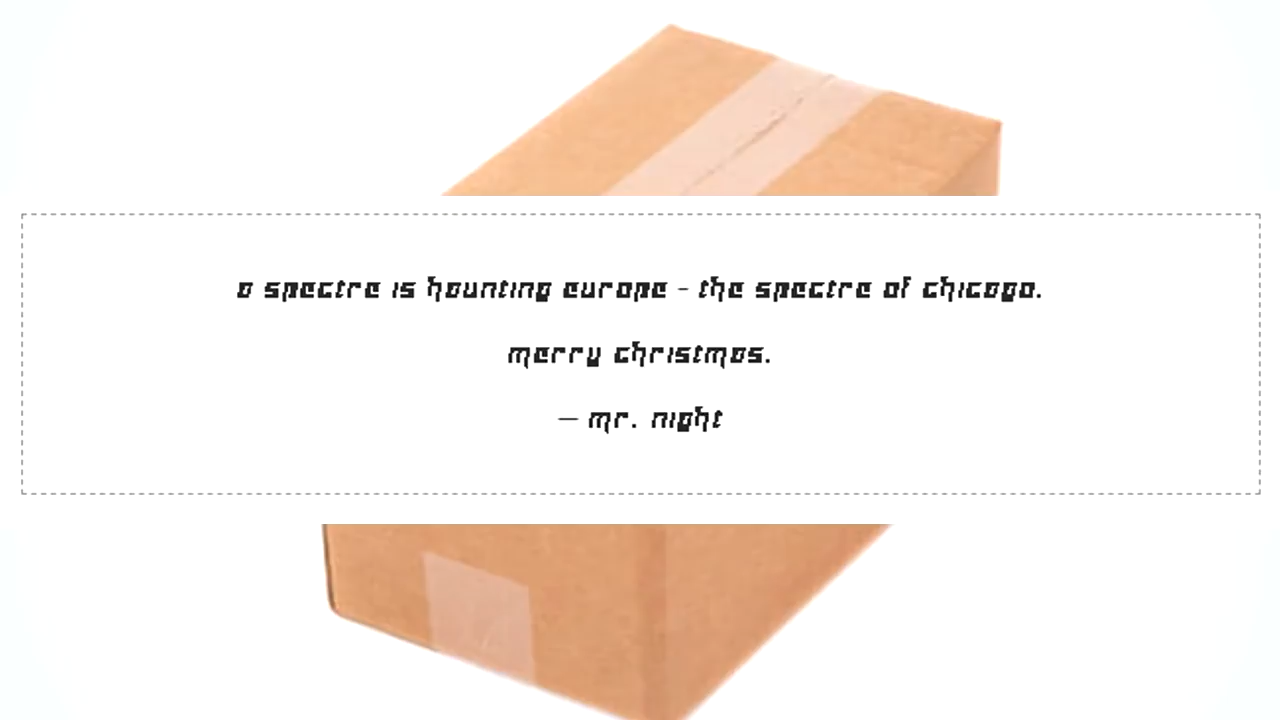 a spectre is haunting europe - the spectre of chicago.
merry christmas.
— mr. night